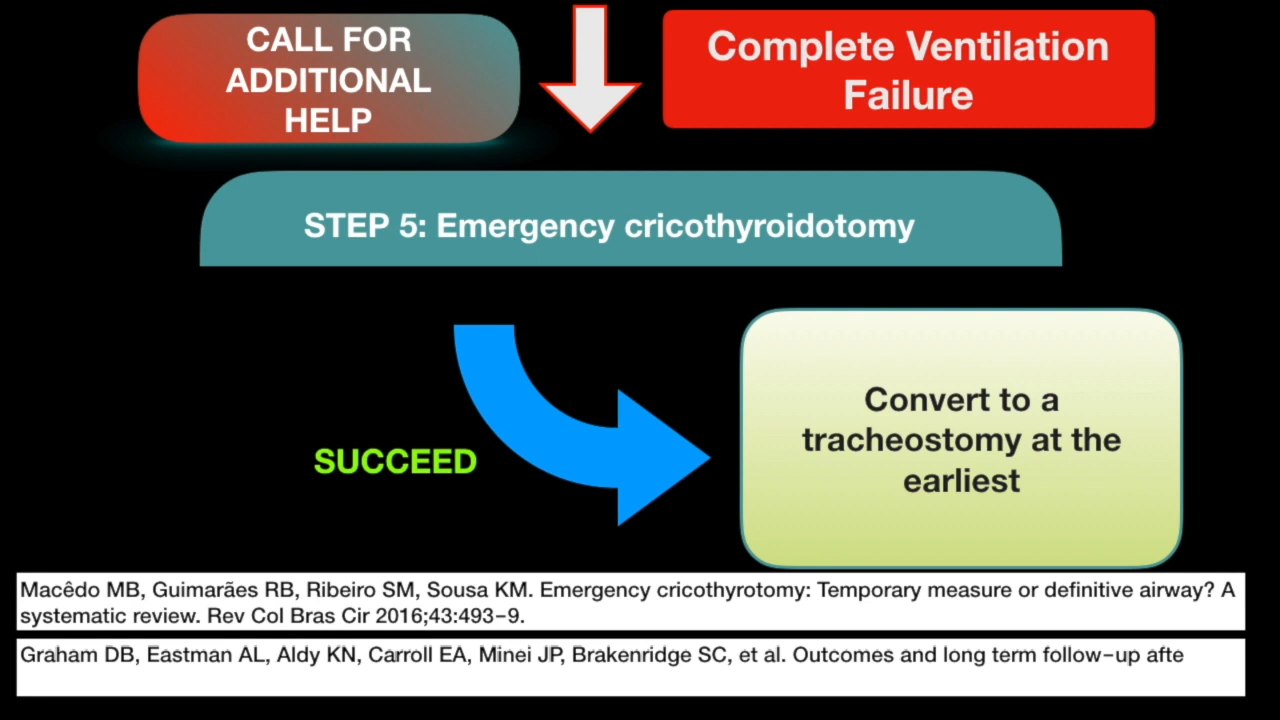 CALL FOR
ADDITIONAL
HELP
Complete Ventilation
Failure
STEP 5: Emergency cricothyroidotomy
SUCCEED
Convert to a
tracheostomy at the
earliest
Macêdo MB, Guimarães RB, Ribeiro SM, Sousa KM. Emergency cricothyrotomy: Temporary measure or definitive airway? A
systematic review. Rev Col Bras Cir 2016;43:493–9.
Graham DB, Eastman AL, Aldy KN, Carroll EA, Minei JP, Brakenridge SC, et al. Outcomes and long term follow–up afte